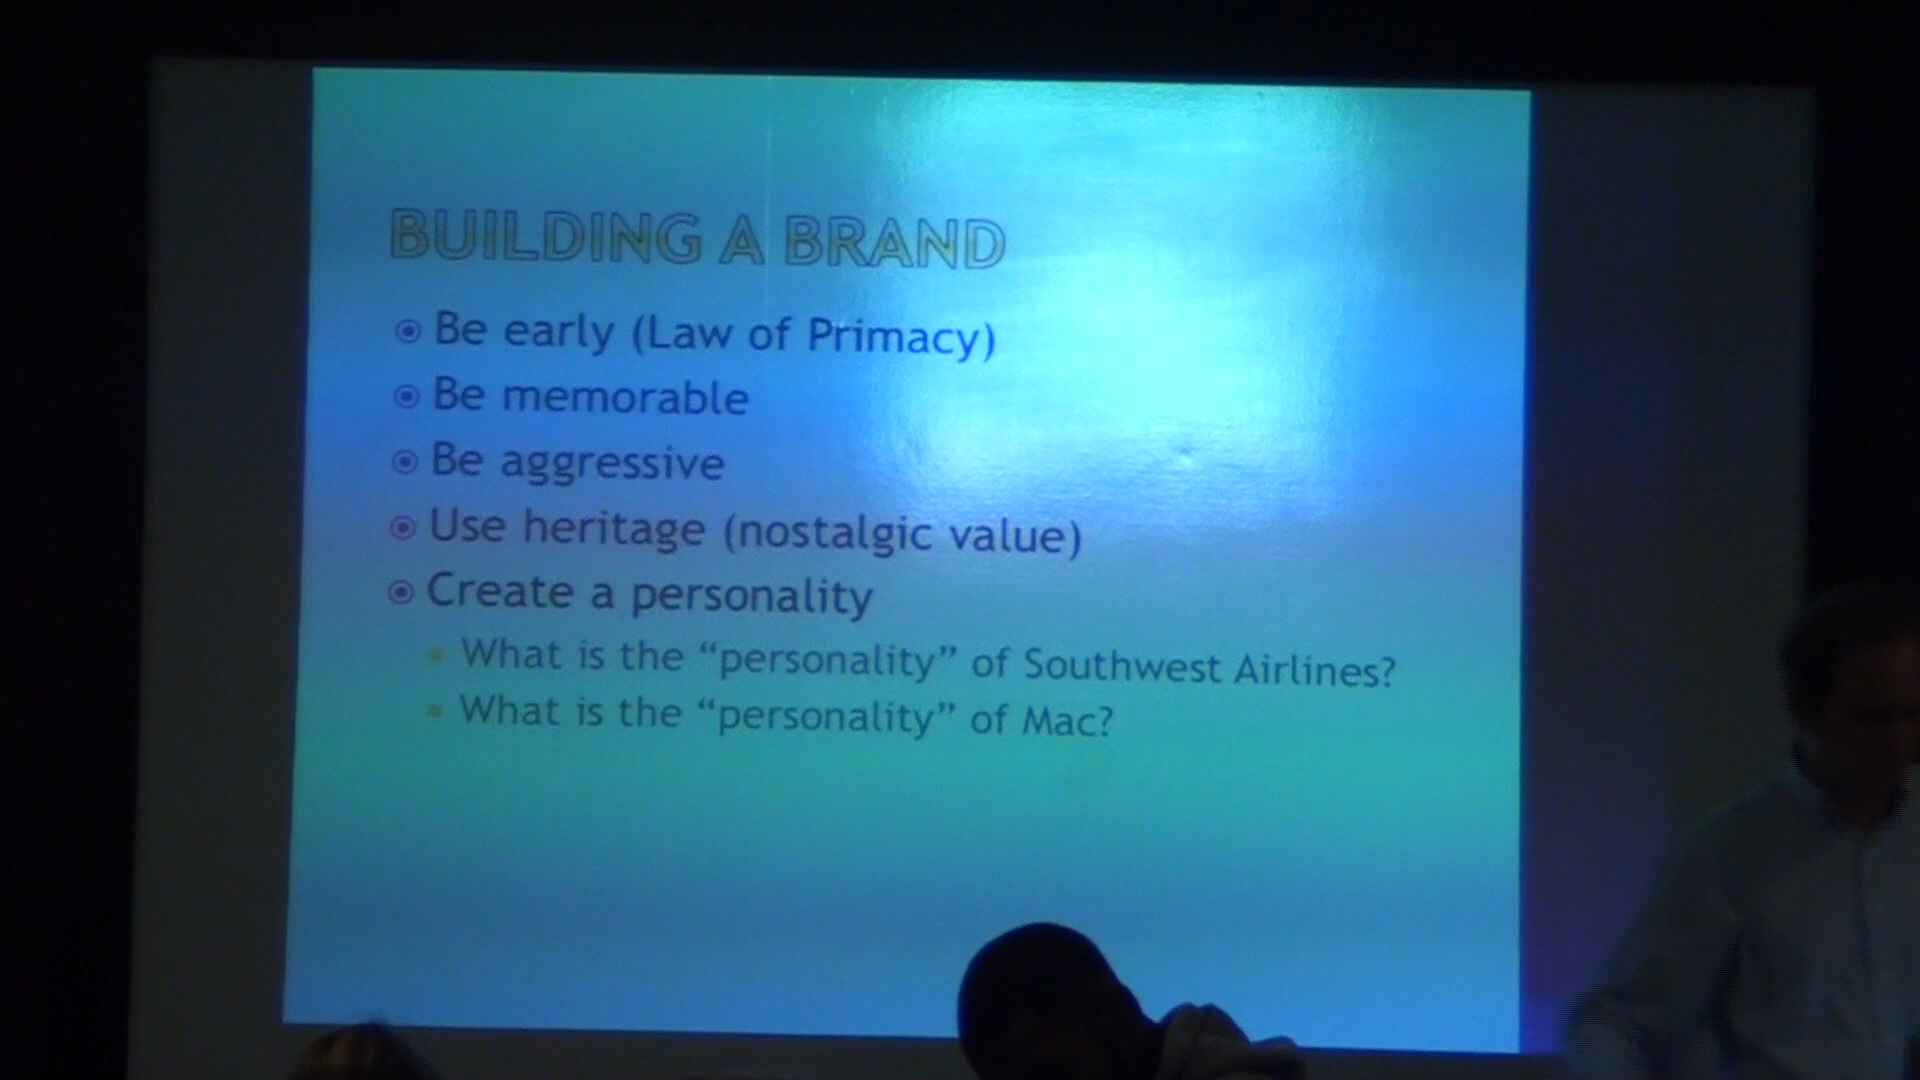 BUILDING A BRAND
Be early (Law of Primacy)
Be memorable
Be aggressive
Use heritage (nostalgic value)
Create a personality
What is the “personality” of Southwest Airlines?
What is the “personality” of Mac?